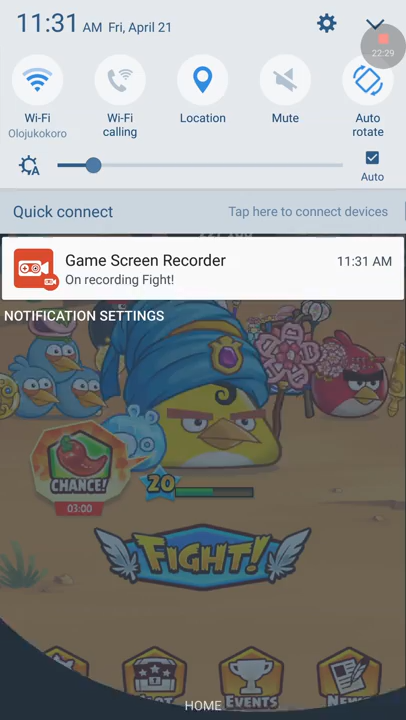 11:31 AM Fri, April 21
22:29
Wi-Fi
Olojukokoro
Wi-Fi
calling
Location
Mute
Auto
rotate
A
Auto
Quick connect
Tap here to connect devices
Game Screen Recorder
11:31 AM
On recording Fight!
NOTIFICATION SETTINGS
CHANCE!
03:00
20
FIGHT!
EVENTS
NEWS
HOME